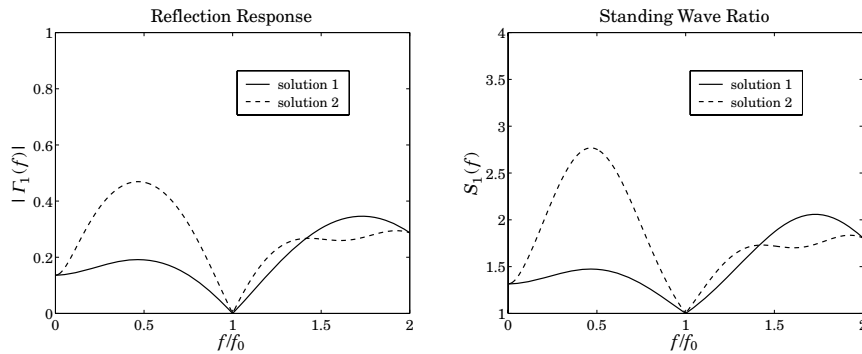 Reflection Response
1
0.8
0.6
0.4
0.2
0
0 0.5 1 1.5 2
f/f0
| Γ1(f)|
solution 1
solution 2
Standing Wave Ratio
4
3.5
3
2.5
2
1.5
1
0 0.5 1 1.5 2
f/f0
S1(f)
solution 1
solution 2